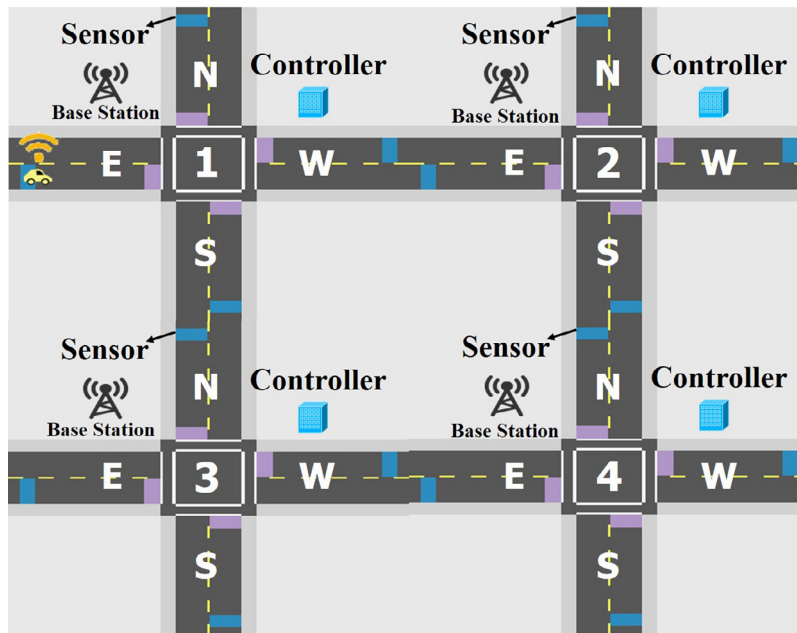 Sensor
N
Controller
Base Station
E
1
W
S
Sensor
N
Controller
Base Station
E
2
W
S
Sensor
N
Controller
Base Station
E
3
W
S
Sensor
N
Controller
Base Station
E
4
W
S